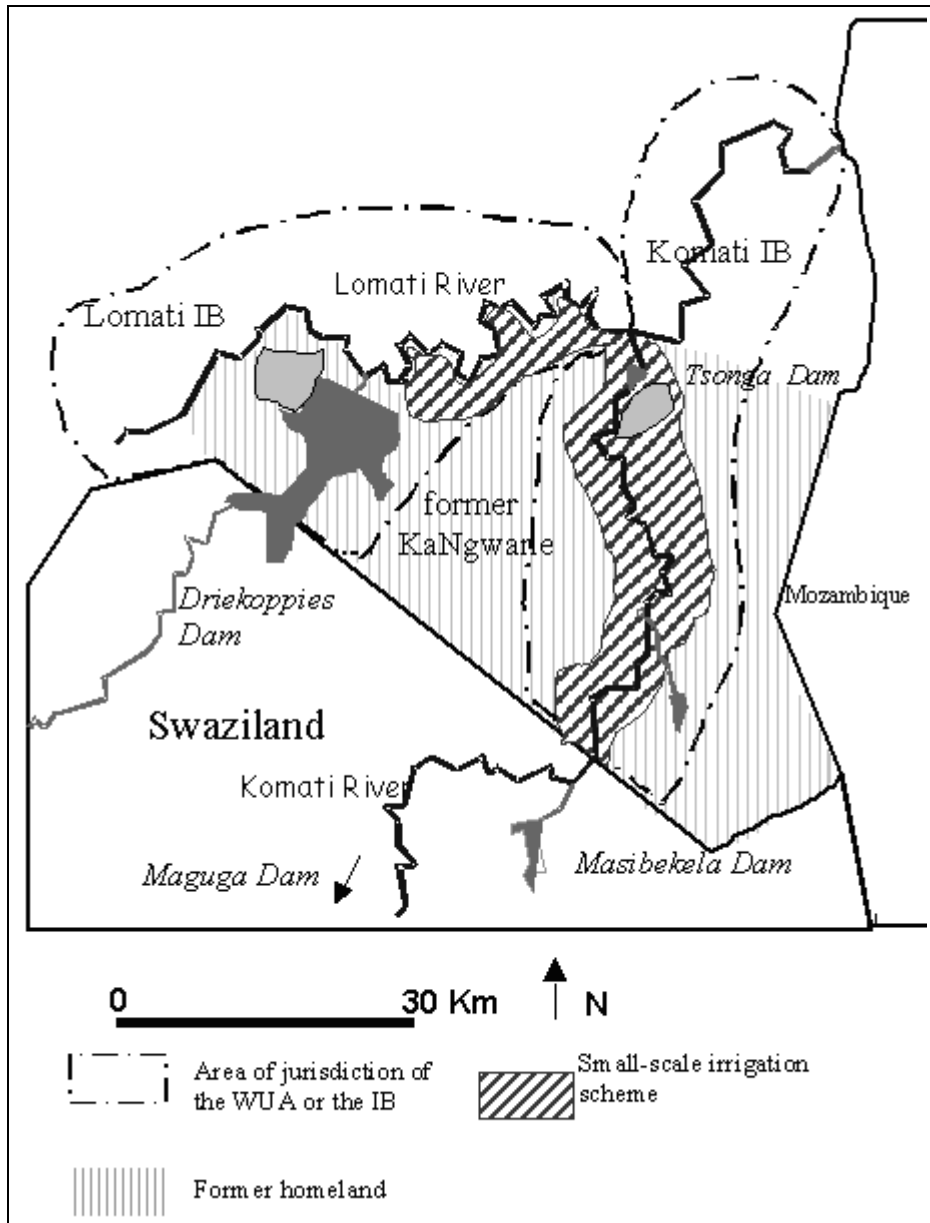 Komati IB
Lomati River
Lomati IB
Tsonga Dam
former
KaNgwane
Mozambique
Driekoppies
Dam
Swaziland
Komati River
Maguga Dam
Masibekela Dam
0
30 Km
N
Area of jurisdiction of
the WUA or the IB
Small-scale irrigation
scheme
Former homeland